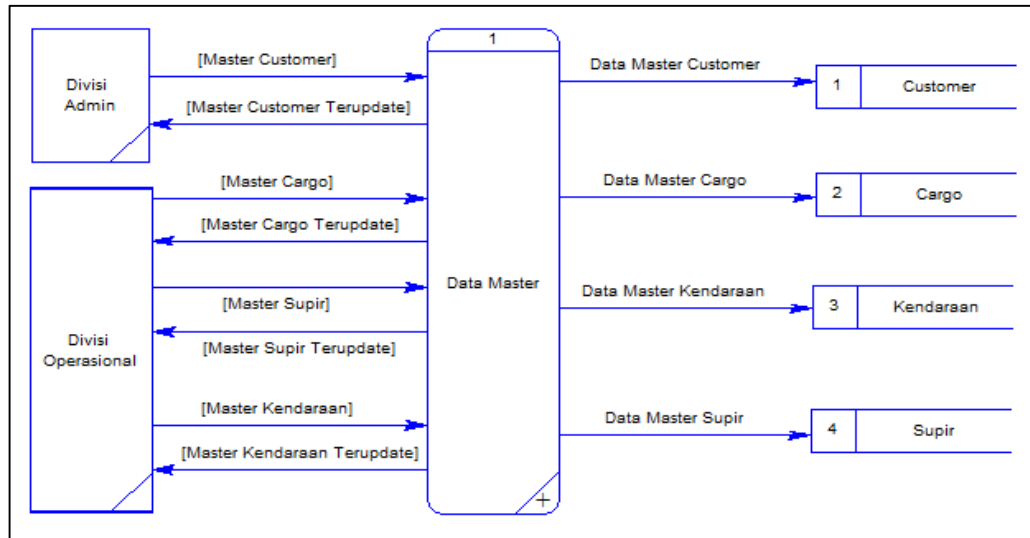 1
[Master Customer]
Data Master Customer
Divisi
Admin
1
Customer
[Master Customer Terupdate]
[Master Cargo]
Data Master Cargo
2
Cargo
[Master Cargo Terupdate]
Data Master
Data Master Kendaraan
3
Kendaraan
[Master Supir]
Divisi
Operasional
[Master Supir Terupdate]
[Master Kendaraan]
Data Master Supir
4
Supir
[Master Kendaraan Terupdate]
+